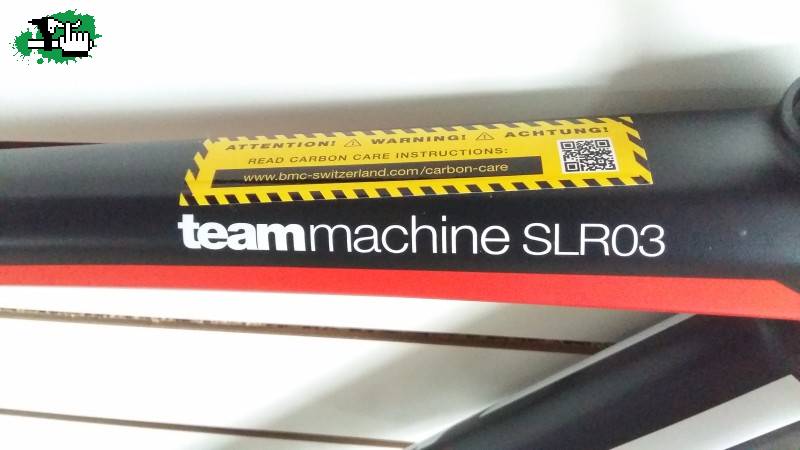 ATTENTION! ⚠ WARNING! ⚠ ACHTUNG!
READ CARBON CARE INSTRUCTIONS:
www.bmc-switzerland.com/carbon-care
teammachine SLR03